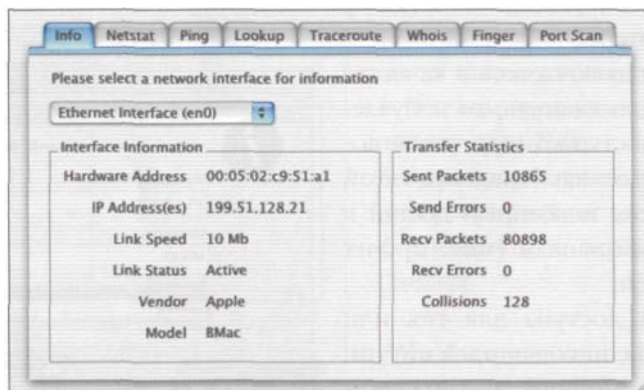 Info Netstat Ping Lookup Traceroute Whois Finger Port Scan
Please select a network interface for information
Ethernet Interface (en0)
Interface Information
Hardware Address 00:05:02:c9:51:a1
IP Address(es) 199.51.128.21
Link Speed 10 Mb
Link Status Active
Vendor Apple
Model BMac
Transfer Statistics
Sent Packets 10865
Send Errors 0
Recv Packets 80898
Recv Errors 0
Collisions 128